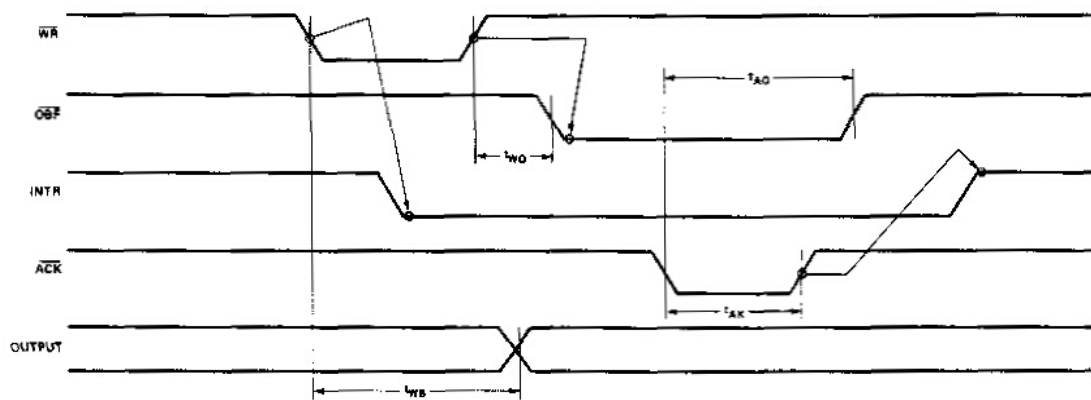 WR
tAO
OBF
tWO
INTR
ACK
tAK
OUTPUT
tWB